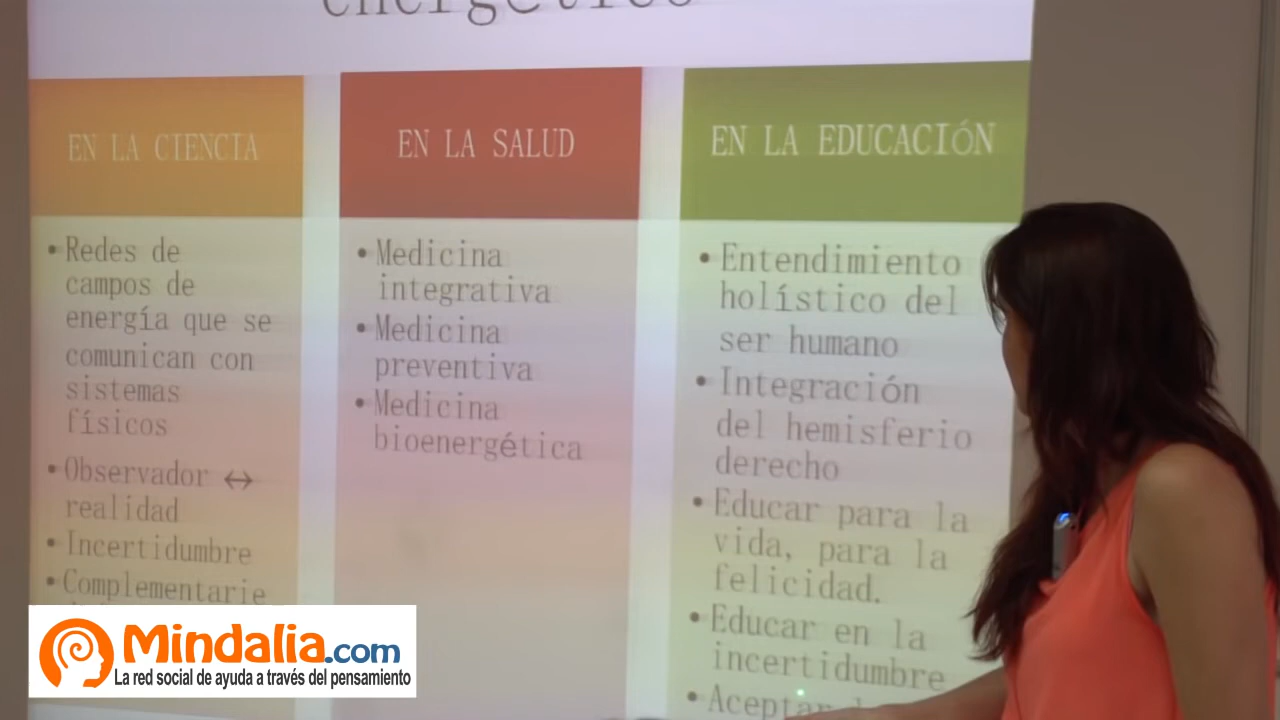 energético
EN LA CIENCIA
• Redes de
campos de
energía que se
comunican con
sistemas
físicos
• Observador ↔
realidad
• Incertidumbre
• Complementarie
EN LA SALUD
• Medicina
integrativa
• Medicina
preventiva
• Medicina
bioenergética
EN LA EDUCACIÓN
• Entendimiento
holístico del
ser humano
• Integración
del hemisferio
derecho
• Educar para la
vida, para la
felicidad.
• Educar en la
incertidumbre
• Aceptar
Mindalia.com
La red social de ayuda a través del pensamiento